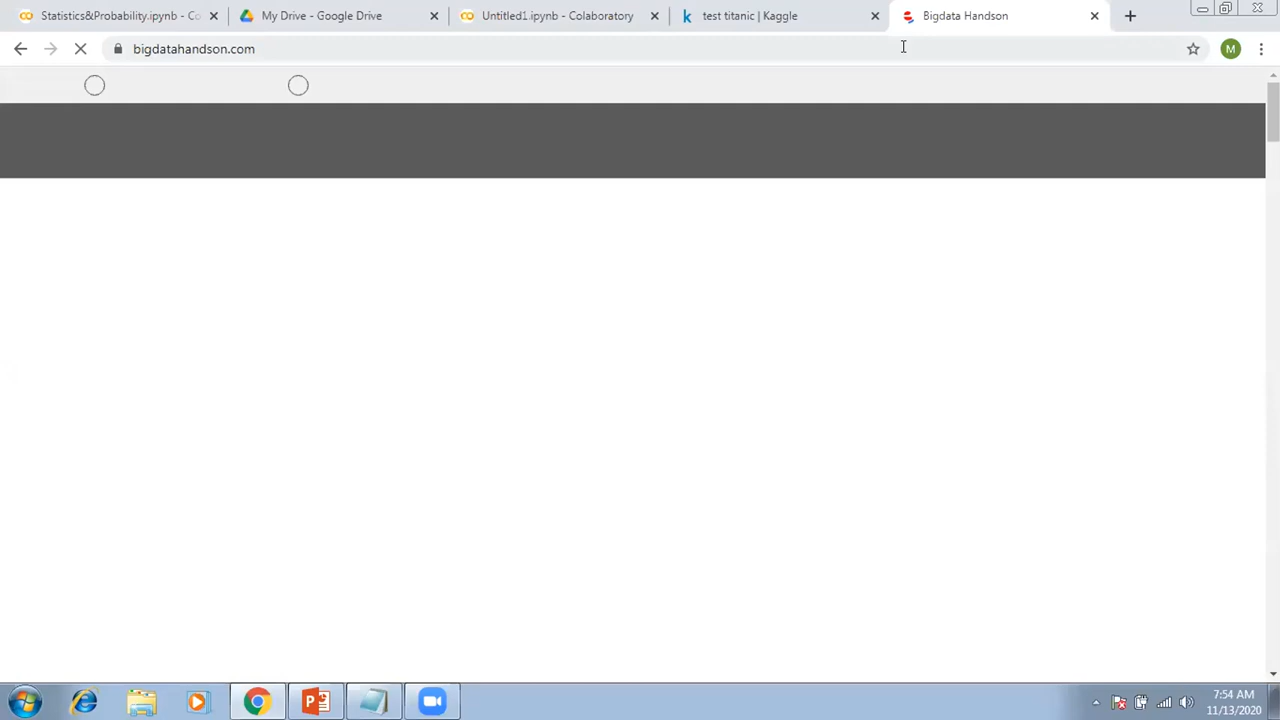 Statistics&Probability.ipynb - Co
My Drive - Google Drive
Untitled1.ipynb - Colaboratory
test titanic | Kaggle
Bigdata Handson
bigdatahandson.com
M
7:54 AM
11/13/2020